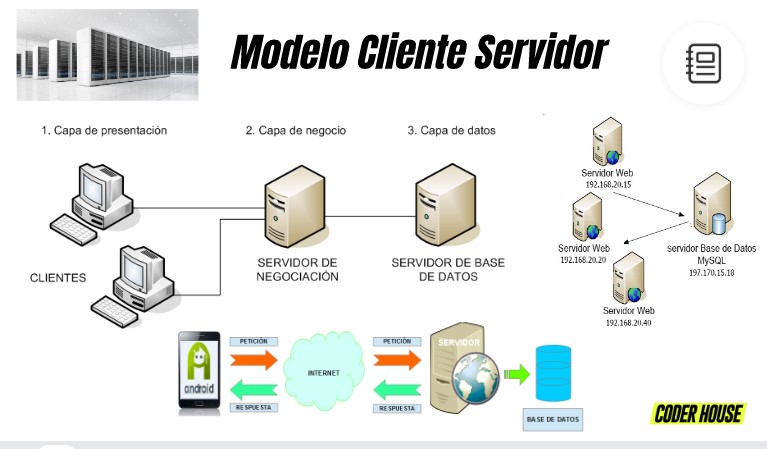 Modelo Cliente Servidor
1. Capa de presentación
2. Capa de negocio
3. Capa de datos
CLIENTES
SERVIDOR DE
NEGOCIACIÓN
SERVIDOR DE BASE
DE DATOS
Servidor Web
192.168.20.15
Servidor Web
192.168.20.20
Servidor Web
192.168.20.40
servidor Base de Datos
MySQL
197.170.15.18
android
PETICIÓN
RESPUESTA
INTERNET
PETICIÓN
RESPUESTA
SERVIDOR
BASE DE DATOS
CODER HOUSE